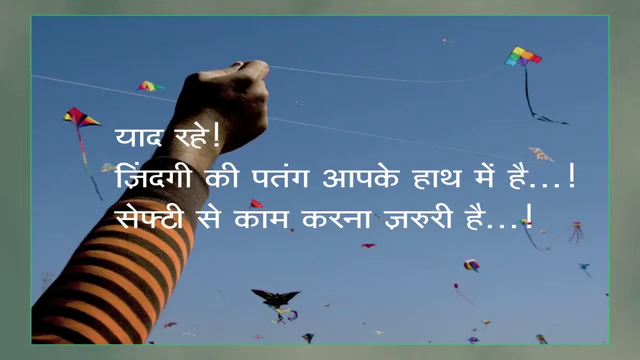 याद रहे!
ज़िंदगी की पतंग आपके हाथ में है...!
सेफ्टी से काम करना ज़रुरी है...!